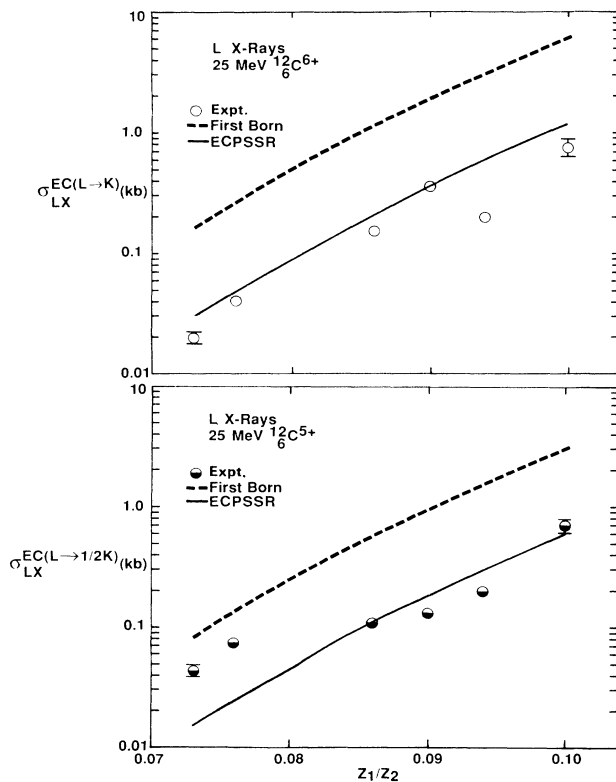 10
L X-Rays
25 MeV ¹²₆C⁶⁺
Expt.
First Born
ECPSSR
1.0
σ_LX^EC(L→K) (kb)
0.1
0.01
10
L X-Rays
25 MeV ¹²₆C⁵⁺
Expt.
First Born
ECPSSR
1.0
σ_LX^EC(L→1/2K) (kb)
0.1
0.01
0.07
0.08
0.09
0.10
Z₁/Z₂